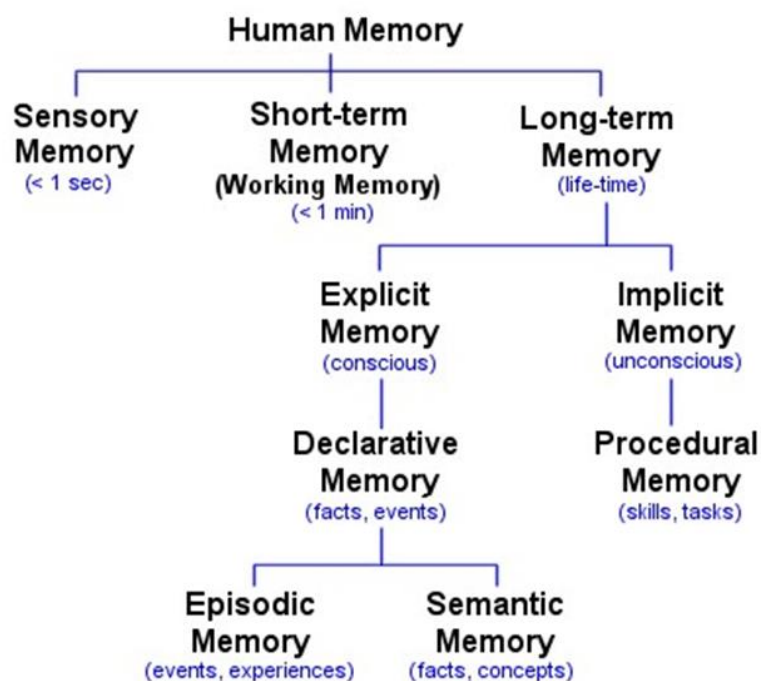 Human Memory
Sensory
Memory
(< 1 sec)
Short-term
Memory
(Working Memory)
(< 1 min)
Long-term
Memory
(life-time)
Explicit
Memory
(conscious)
Implicit
Memory
(unconscious)
Declarative
Memory
(facts, events)
Procedural
Memory
(skills, tasks)
Episodic
Memory
(events, experiences)
Semantic
Memory
(facts, concepts)